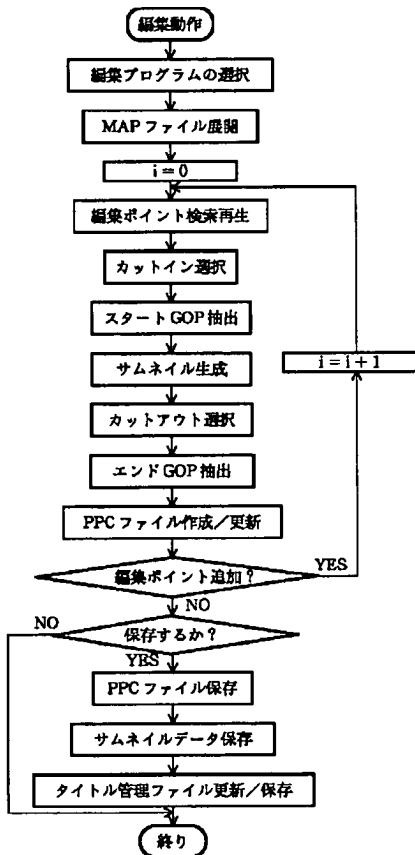 編集動作
編集プログラムの選択
MAPファイル展開
i=0
編集ポイント検索再生
カットイン選択
スタートGOP抽出
サムネイル生成
i=i+1
カットアウト選択
エンドGOP抽出
PPCファイル作成/更新
編集ポイント追加?
YES
NO
保存するか?
NO
YES
PPCファイル保存
サムネイルデータ保存
タイトル管理ファイル更新/保存
終り